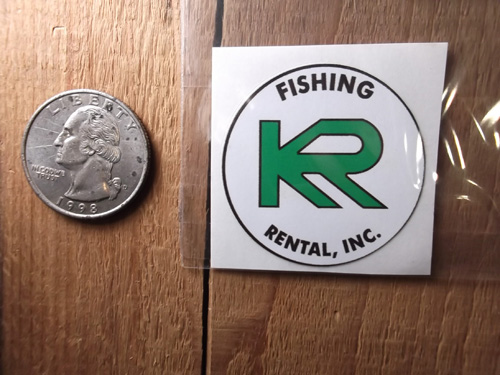 LIBERTY
1998
FISHING
KR
RENTAL, INC.